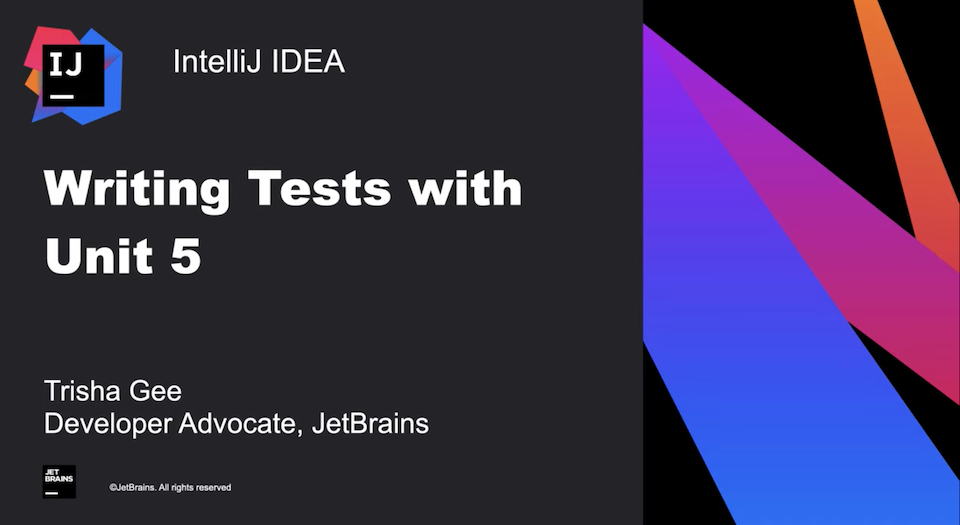 IJ
IntelliJ IDEA
Writing Tests with
Unit 5
Trisha Gee
Developer Advocate, JetBrains
JET
BRAINS
©JetBrains. All rights reserved